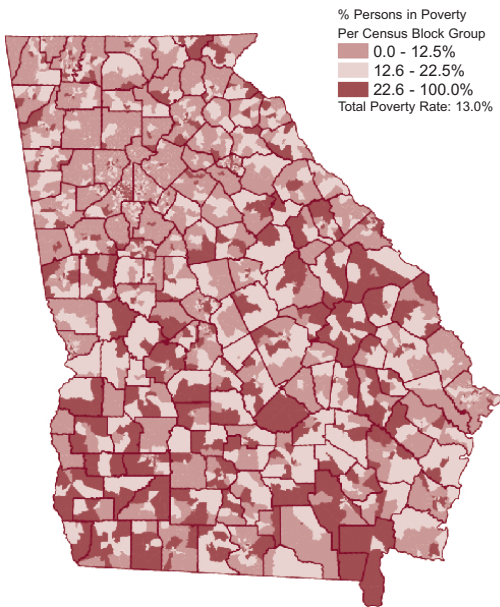 % Persons in Poverty
Per Census Block Group
0.0 - 12.5%
12.6 - 22.5%
22.6 - 100.0%
Total Poverty Rate: 13.0%